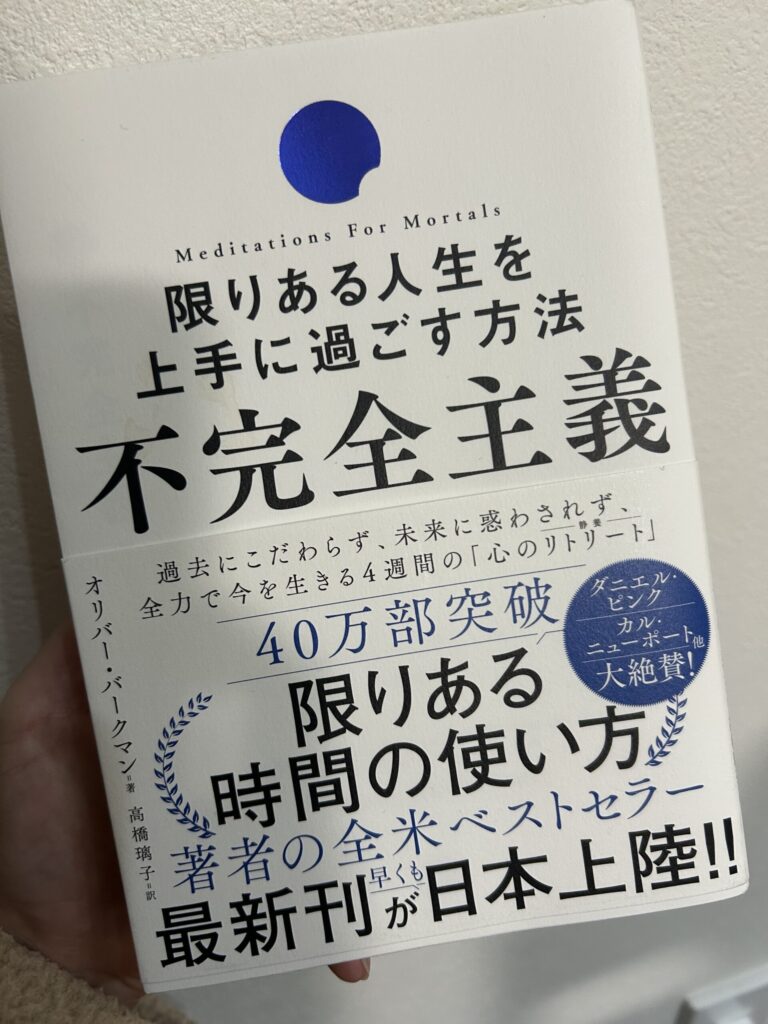 Meditations For Mortals
限りある人生を
上手に過ごす方法
不完全主義
過去にこだわらず、未来に惑わされず、
全力で今を生きる4週間の「心のリトリート」
静養
オリバー・バークマン=著 高橋璃子=訳
40万部突破
ダニエル・
ピンク
カル・
ニューポート他
大絶賛!
限りある
時間の使い方
著者の全米ベストセラー
最新刊が早くも日本上陸!!